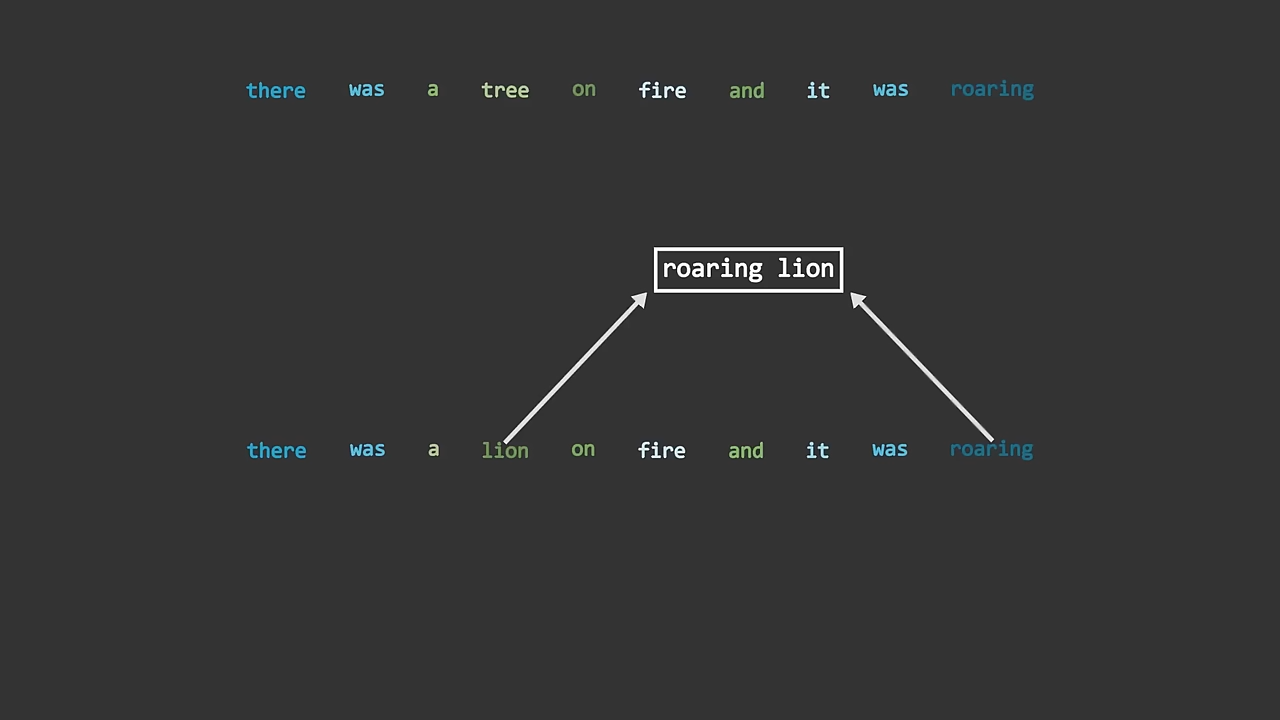 there was a tree on fire and it was roaring
roaring lion
there was a lion on fire and it was roaring